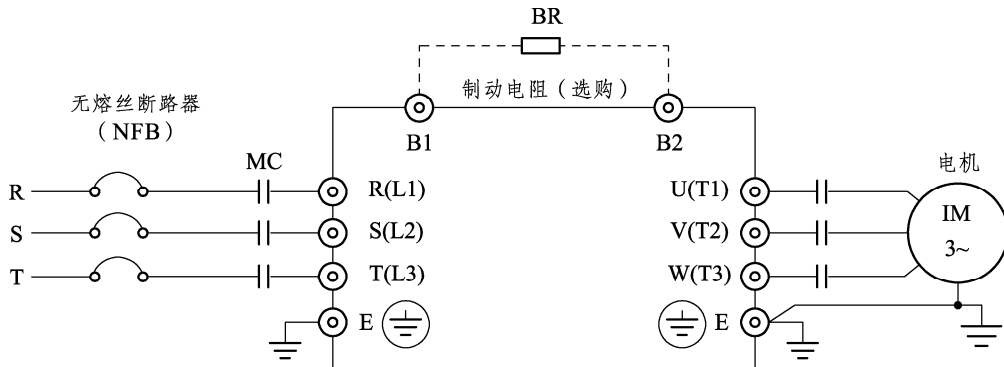 BR
制动电阻（选购）
无熔丝断路器
（NFB）
B1
B2
MC
电机
R
R(L1)
U(T1)
IM
S
S(L2)
V(T2)
3~
T
T(L3)
W(T3)
E
E